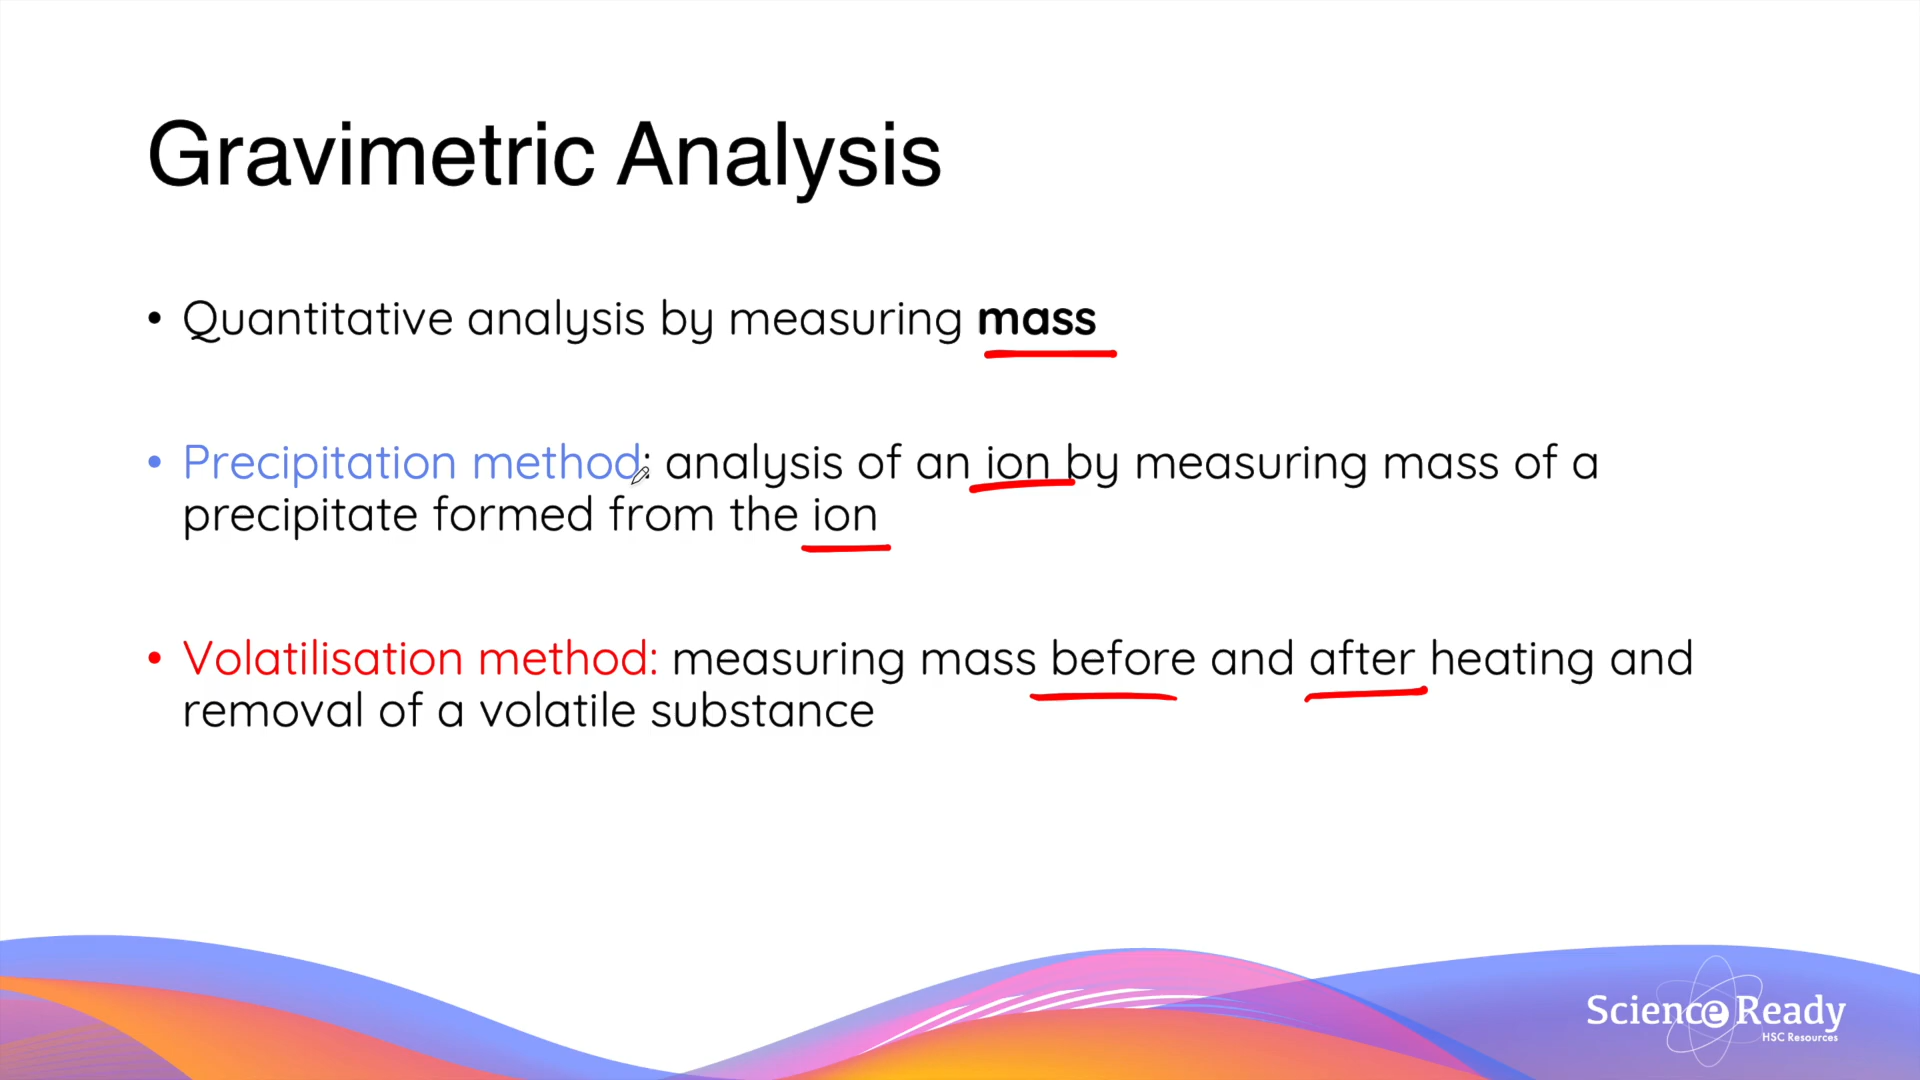 Gravimetric Analysis
• Quantitative analysis by measuring mass
• Precipitation method: analysis of an ion by measuring mass of a
precipitate formed from the ion
• Volatilisation method: measuring mass before and after heating and
removal of a volatile substance
Science Ready
HSC Resources